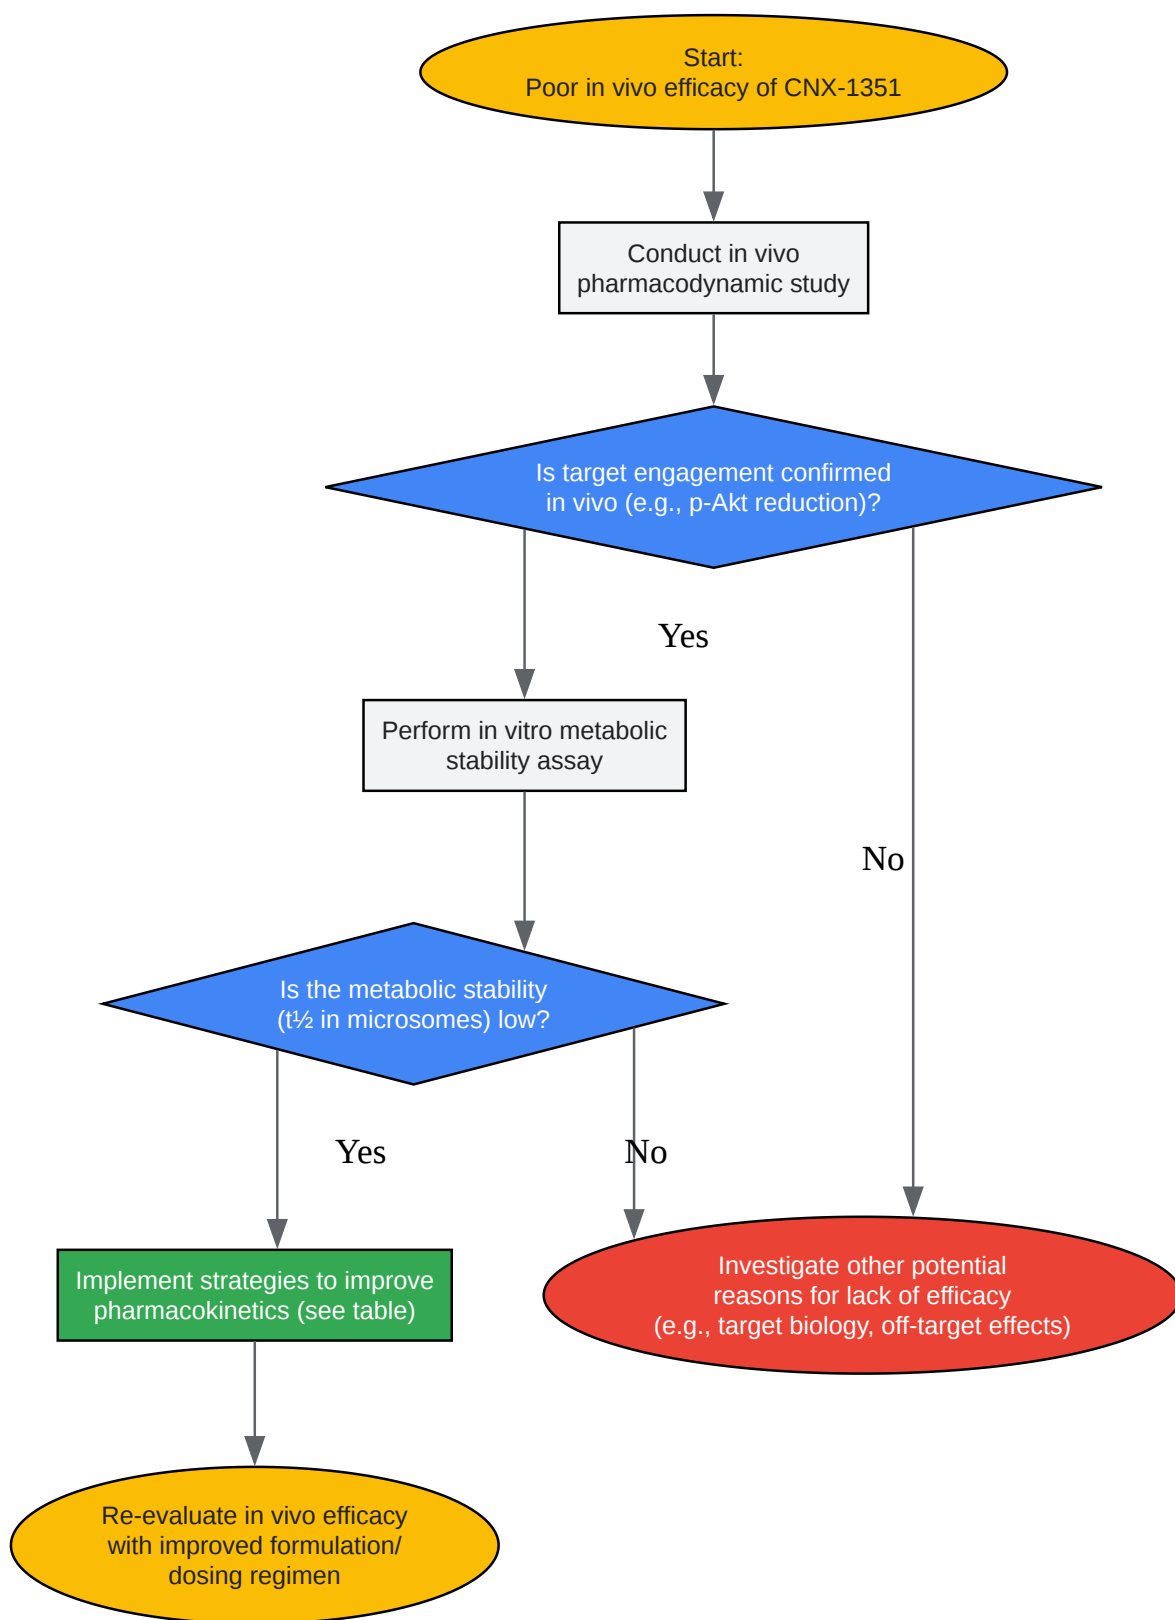 Start:
Poor in vivo efficacy of CNX-1351
Conduct in vivo
pharmacodynamic study
Is target engagement confirmed
in vivo (e.g., p-Akt reduction)?
Yes
Perform in vitro metabolic
stability assay
No
Is the metabolic stability
(t½ in microsomes) low?
Yes
No
Implement strategies to improve
pharmacokinetics (see table)
Investigate other potential
reasons for lack of efficacy
(e.g., target biology, off-target effects)
Re-evaluate in vivo efficacy
with improved formulation/
dosing regimen